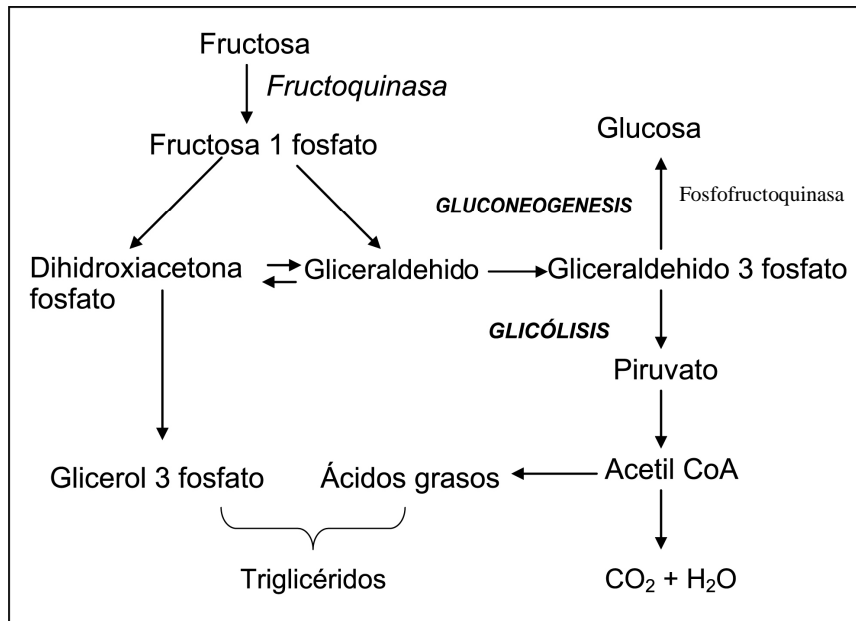 Fructosa
Fructoquinasa
Fructosa 1 fosfato
Glucosa
GLUCONEOGENESIS
Fosfofructoquinasa
Dihidroxiacetona
fosfato
Gliceraldehido
Gliceraldehido 3 fosfato
GLICÓLISIS
Piruvato
Glicerol 3 fosfato
Ácidos grasos
Acetil CoA
Triglicéridos
CO₂ + H₂O